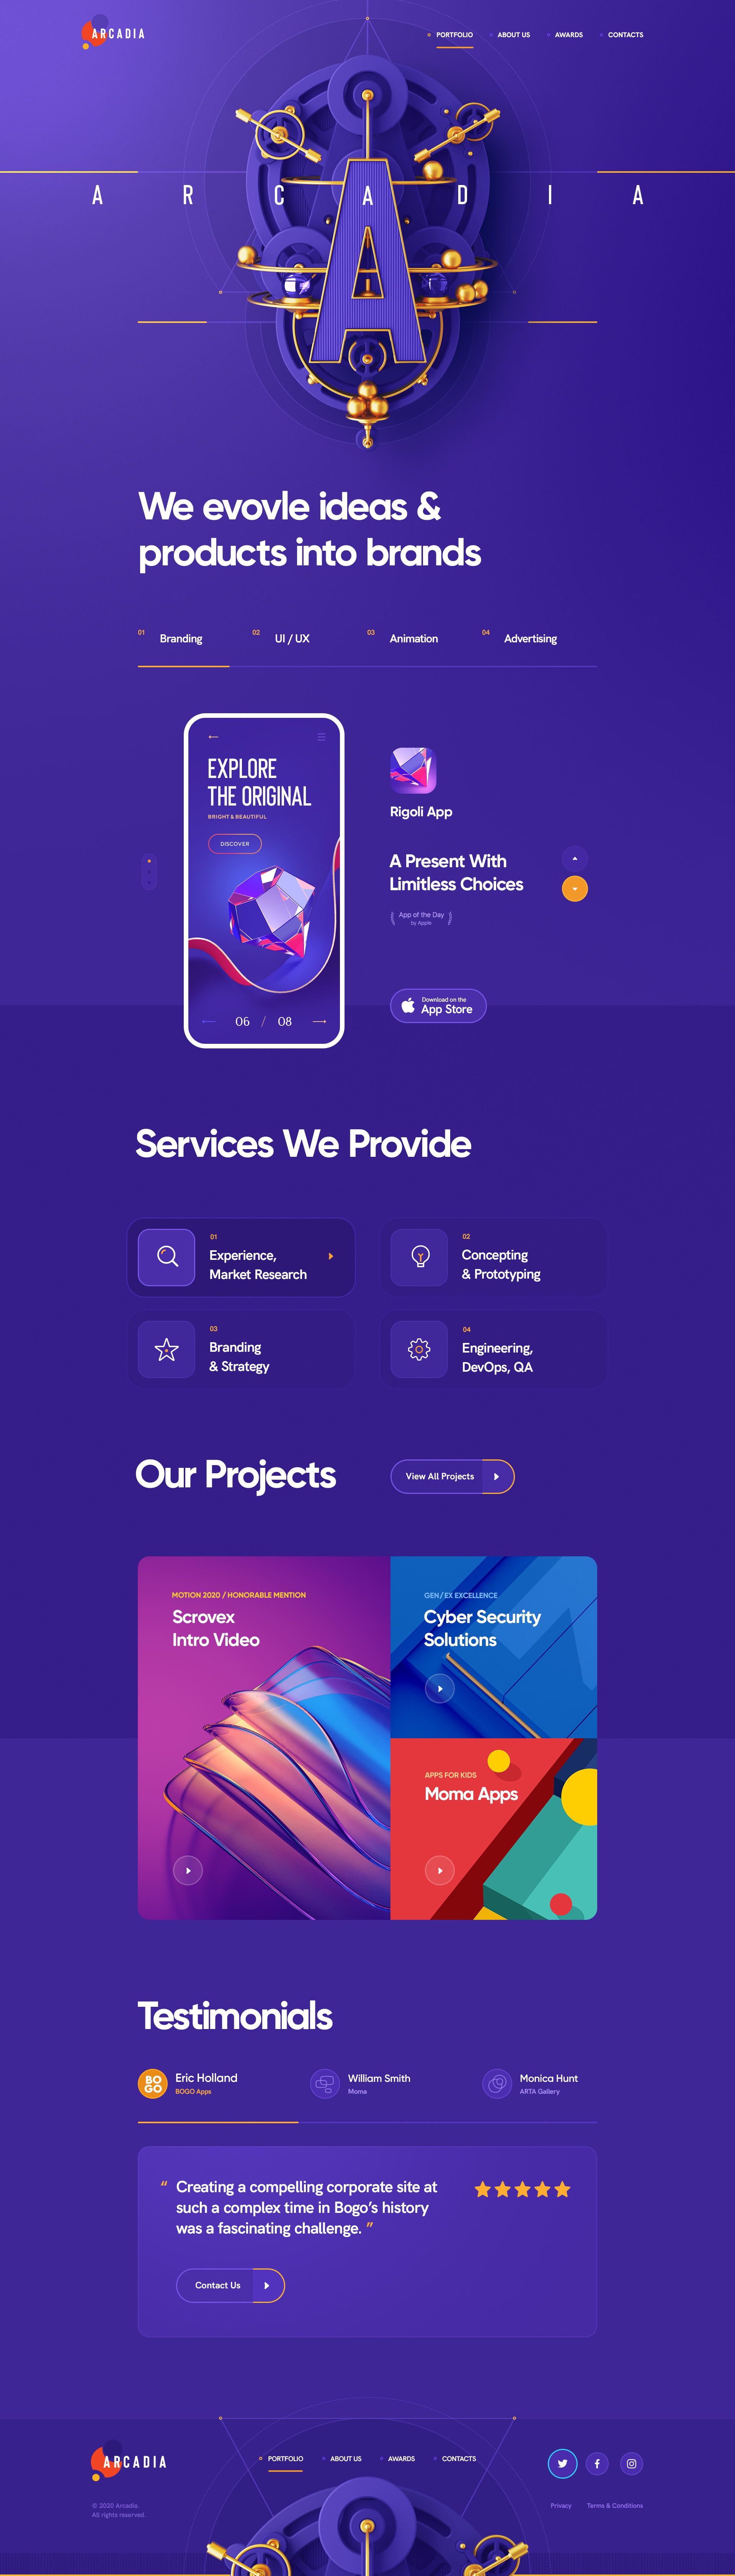 ARCADIA
PORTFOLIO
ABOUT US
AWARDS
CONTACTS
A R C A D I A
We evovle ideas &
products into brands
01 Branding
02 UI / UX
03 Animation
04 Advertising
EXPLORE
THE ORIGINAL
BRIGHT & BEAUTIFUL
DISCOVER
06 / 08
Rigoli App
A Present With
Limitless Choices
App of the Day
by Apple
Download on the
App Store
Services We Provide
01
Experience,
Market Research
02
Concepting
& Prototyping
03
Branding
& Strategy
04
Engineering,
DevOps, QA
Our Projects
View All Projects
MOTION 2020 / HONORABLE MENTION
Scrovex
Intro Video
GEN/EX EXCELLENCE
Cyber Security
Solutions
APPS FOR KIDS
Moma Apps
Testimonials
BO
GO
Eric Holland
BOGO Apps
William Smith
Moma
Monica Hunt
ARTA Gallery
“ Creating a compelling corporate site at
such a complex time in Bogo’s history
was a fascinating challenge. ”
Contact Us
ARCADIA
PORTFOLIO
ABOUT US
AWARDS
CONTACTS
© 2020 Arcadia.
All rights reserved.
Privacy
Terms & Conditions